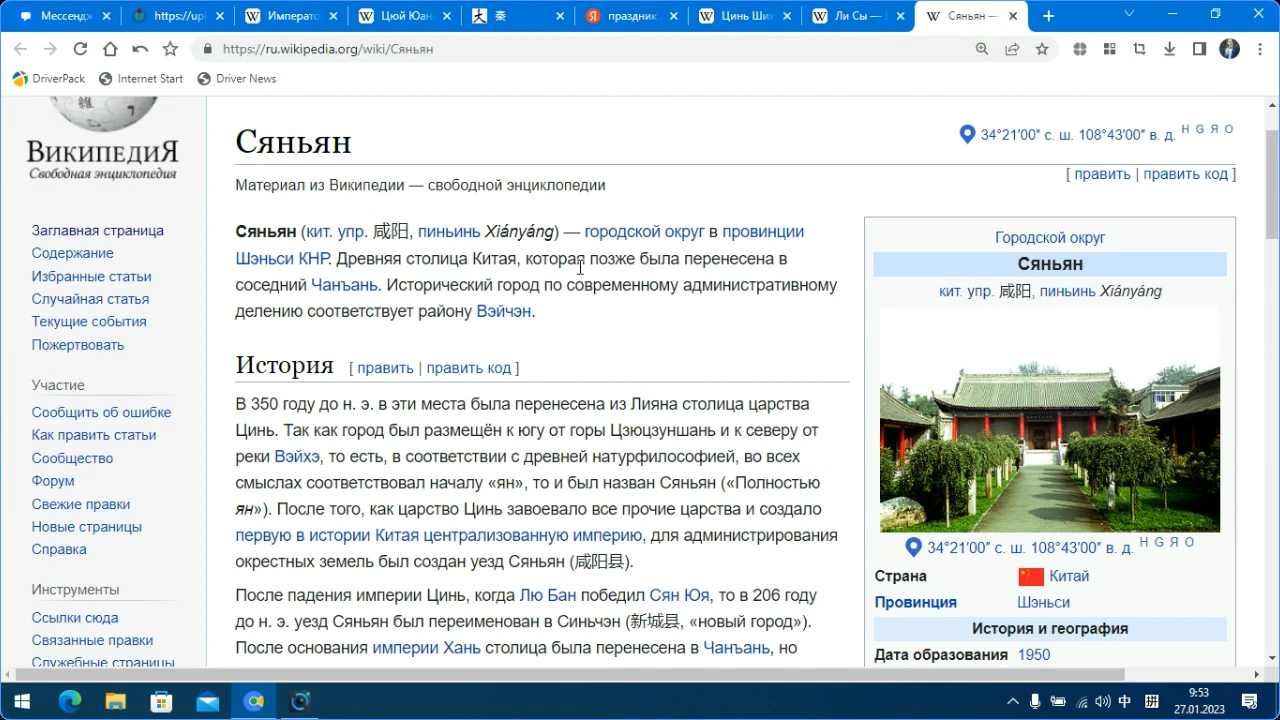 Мессендж
https://upl
Императо
Цюй Юан
秦
праздник
Цинь Ши
Ли Сы —
Сяньян —
https://ru.wikipedia.org/wiki/Сяньян
DriverPack
Internet Start
Driver News
ВикипедиЯ
Свободная энциклопедия
Заглавная страница
Содержание
Избранные статьи
Случайная статья
Текущие события
Пожертвовать
Участие
Сообщить об ошибке
Как править статьи
Сообщество
Форум
Свежие правки
Новые страницы
Справка
Инструменты
Ссылки сюда
Связанные правки
Служебные страницы
Сяньян
34°21′00″ с. ш. 108°43′00″ в. д. H G Я O
Материал из Википедии — свободной энциклопедии
[ править | править код ]
Сяньян (кит. упр. 咸阳, пиньинь Xiányáng) — городской округ в провинции
Шэньси КНР. Древняя столица Китая, которая позже была перенесена в
соседний Чанъань. Исторический город по современному административному
делению соответствует району Вэйчэн.
История [ править | править код ]
В 350 году до н. э. в эти места была перенесена из Лияна столица царства
Цинь. Так как город был размещён к югу от горы Цзюцзуншань и к северу от
реки Вэйхэ, то есть, в соответствии с древней натурфилософией, во всех
смыслах соответствовал началу «ян», то и был назван Сяньян («Полностью
ян»). После того, как царство Цинь завоевало все прочие царства и создало
первую в истории Китая централизованную империю, для администрирования
окрестных земель был создан уезд Сяньян (咸阳县).
После падения империи Цинь, когда Лю Бан победил Сян Юя, то в 206 году
до н. э. уезд Сяньян был переименован в Синьчэн (新城县, «новый город»).
После основания империи Хань столица была перенесена в Чанъань, но
Городской округ
Сяньян
кит. упр. 咸阳, пиньинь Xiányáng
34°21′00″ с. ш. 108°43′00″ в. д. H G Я O
Страна Китай
Провинция Шэньси
История и география
Дата образования 1950
中
拼
9:53
27.01.2023